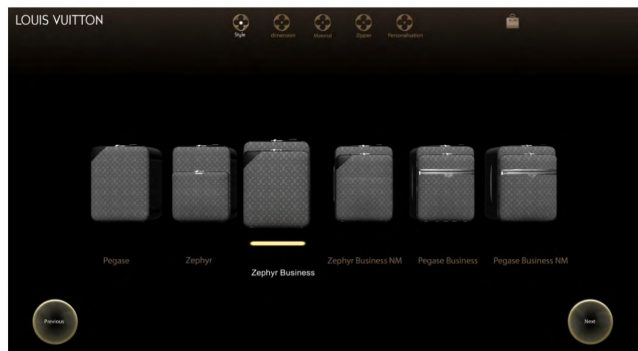 LOUIS VUITTON
Style
dimension
Material
Zipper
Personalisation
Pegase
Zephyr
Zephyr Business
Zephyr Business NM
Pegase Business
Pegase Business NM
Previous
Next